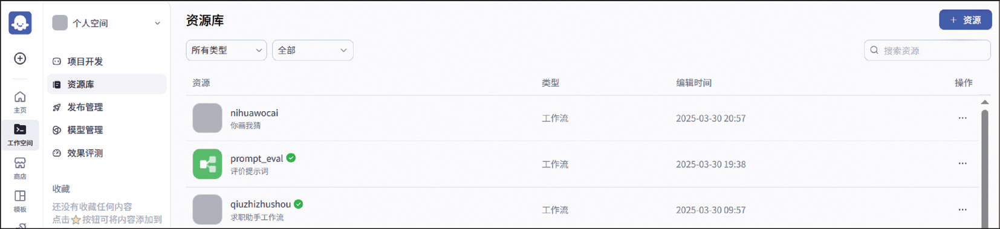 主页
工作空间
商店
模板
个人空间
项目开发
资源库
发布管理
模型管理
效果评测
收藏
还没有收藏任何内容
点击⭐按钮可将内容添加到
资源库
+ 资源
所有类型
全部
搜索资源
资源 类型 编辑时间 操作
nihuawocai
你画我猜
工作流 2025-03-30 20:57 ···
prompt_eval
评价提示词
工作流 2025-03-30 19:38 ···
qiuzhizhushou
求职助手工作流
工作流 2025-03-30 09:57 ···